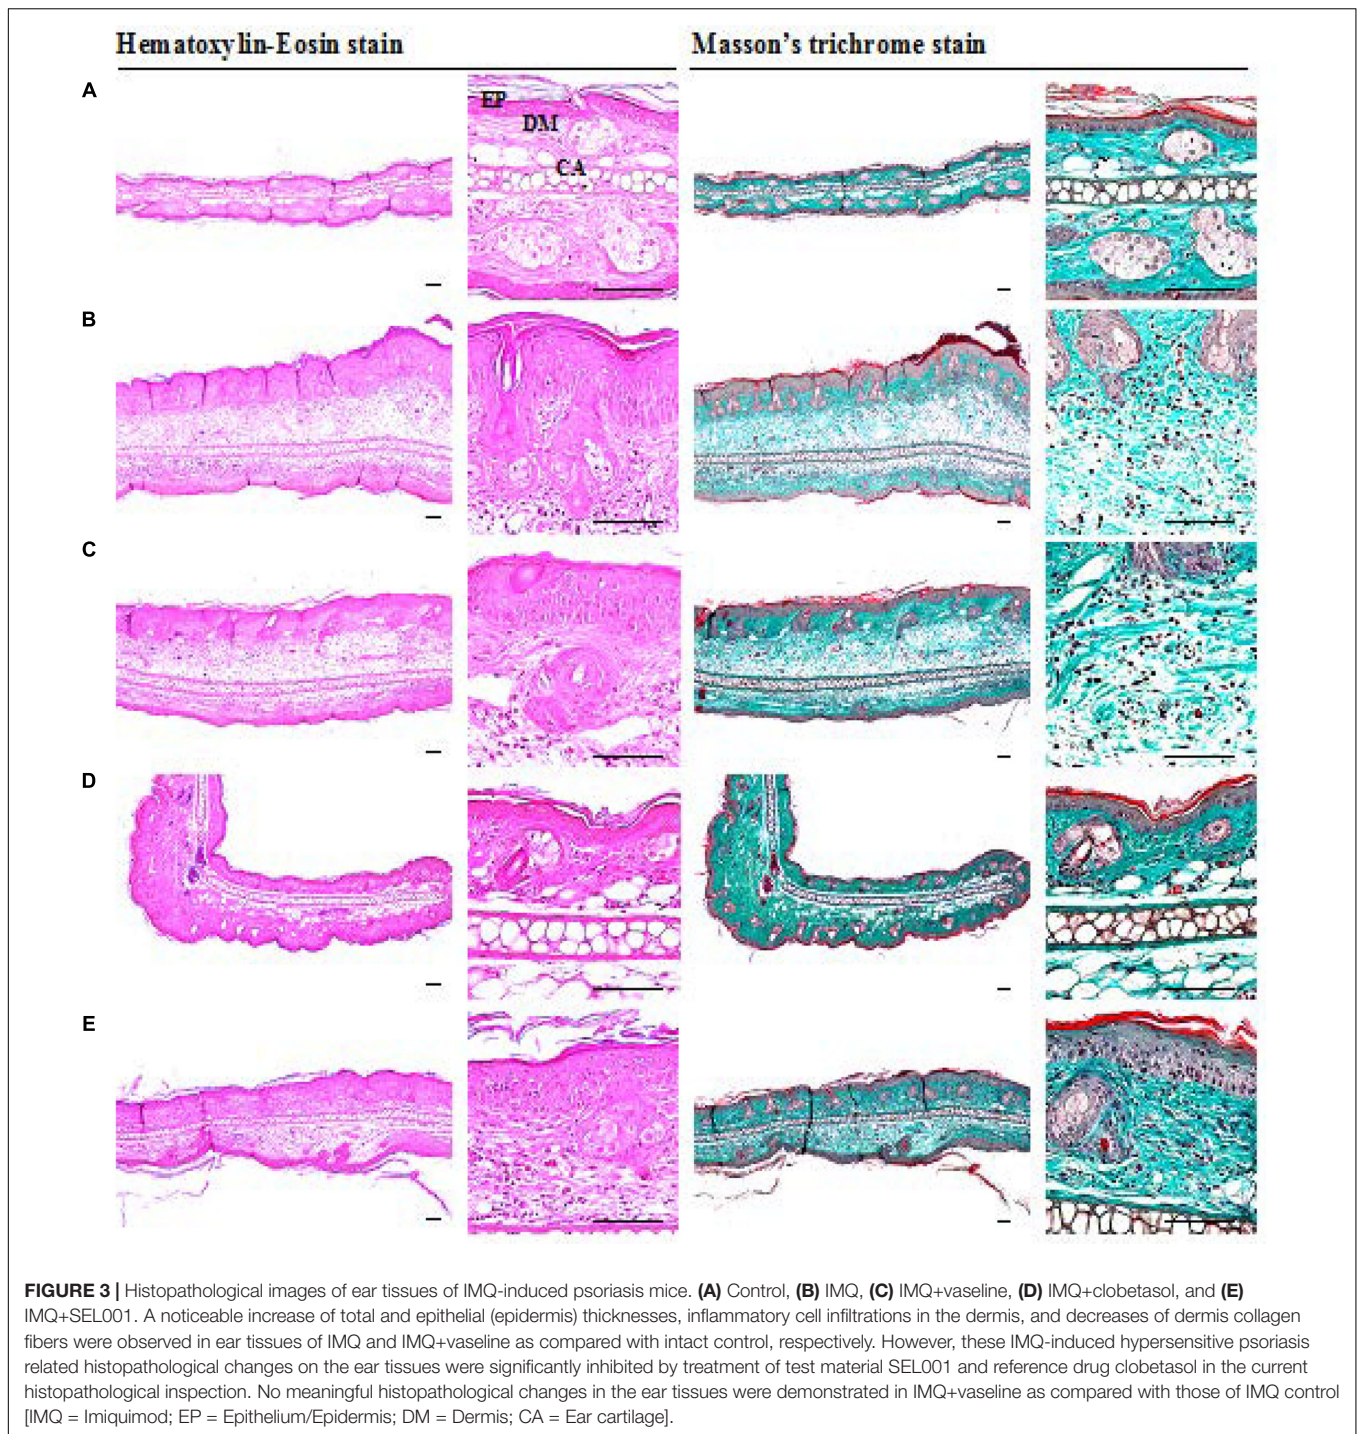 Hematoxylin-Eosin stain
Masson's trichrome stain
A
EP
DM
CA
B
C
D
E
FIGURE 3 | Histopathological images of ear tissues of IMQ-induced psoriasis mice. (A) Control, (B) IMQ, (C) IMQ+vaseline, (D) IMQ+clobetasol, and (E)
IMQ+SEL001. A noticeable increase of total and epithelial (epidermis) thicknesses, inflammatory cell infiltrations in the dermis, and decreases of dermis collagen
fibers were observed in ear tissues of IMQ and IMQ+vaseline as compared with intact control, respectively. However, these IMQ-induced hypersensitive psoriasis
related histopathological changes on the ear tissues were significantly inhibited by treatment of test material SEL001 and reference drug clobetasol in the current
histopathological inspection. No meaningful histopathological changes in the ear tissues were demonstrated in IMQ+vaseline as compared with those of IMQ control
[IMQ = Imiquimod; EP = Epithelium/Epidermis; DM = Dermis; CA = Ear cartilage].